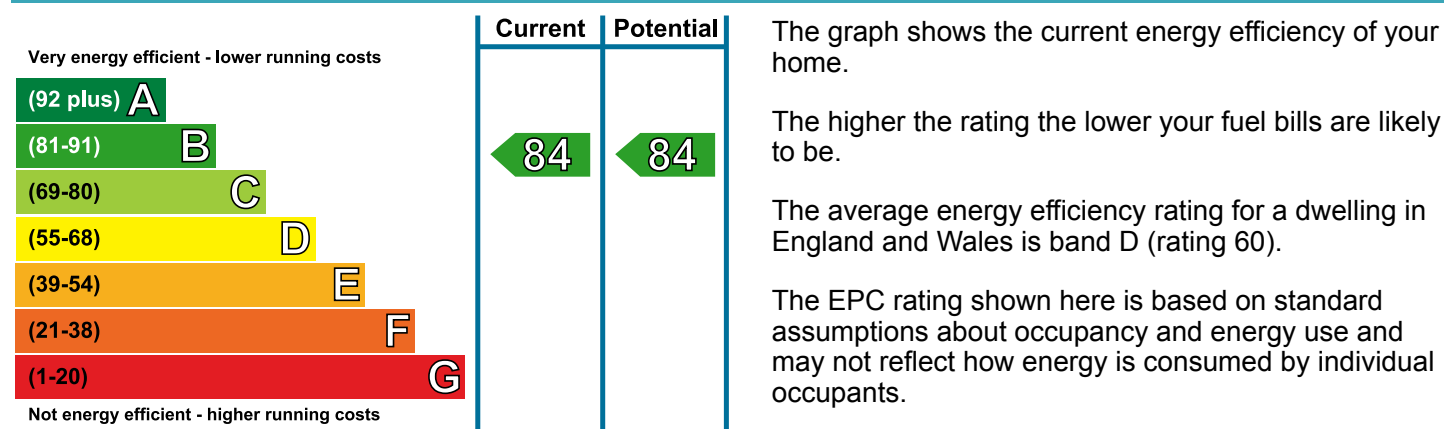 Current Potential
Very energy efficient - lower running costs
(92 plus) A
(81-91) B
84 84
(69-80) C
(55-68) D
(39-54) E
(21-38) F
(1-20) G
Not energy efficient - higher running costs
The graph shows the current energy efficiency of your
home.
The higher the rating the lower your fuel bills are likely
to be.
The average energy efficiency rating for a dwelling in
England and Wales is band D (rating 60).
The EPC rating shown here is based on standard
assumptions about occupancy and energy use and
may not reflect how energy is consumed by individual
occupants.